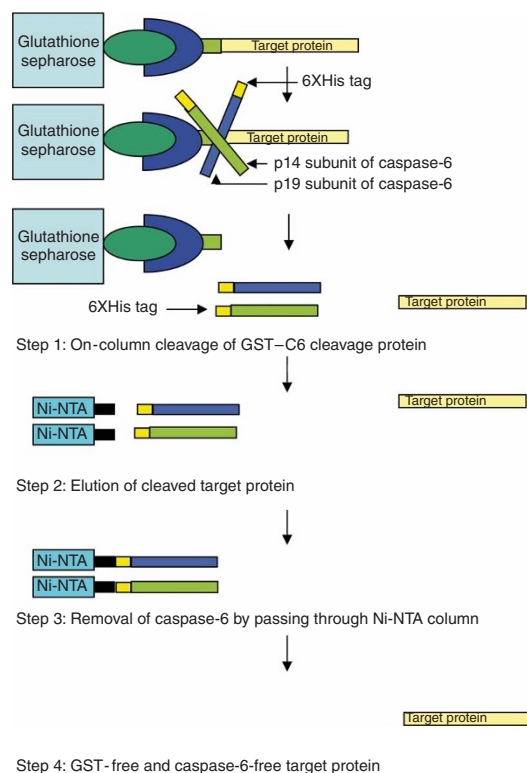 Glutathione
sepharose
Target protein
6XHis tag
Glutathione
sepharose
Target protein
p14 subunit of caspase-6
p19 subunit of caspase-6
Glutathione
sepharose
6XHis tag
Target protein
Step 1: On-column cleavage of GST–C6 cleavage protein
Target protein
Ni-NTA
Ni-NTA
Step 2: Elution of cleaved target protein
Ni-NTA
Ni-NTA
Step 3: Removal of caspase-6 by passing through Ni-NTA column
Target protein
Step 4: GST-free and caspase-6-free target protein